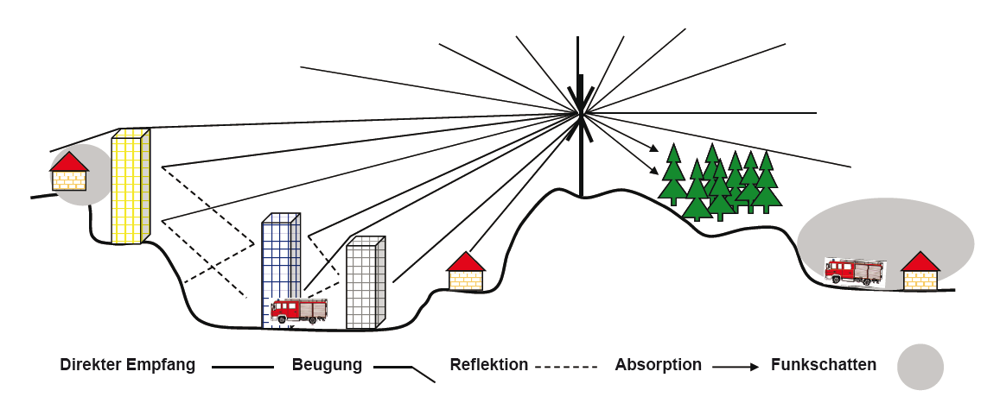 Direkter Empfang Beugung Reflektion Absorption Funkschatten